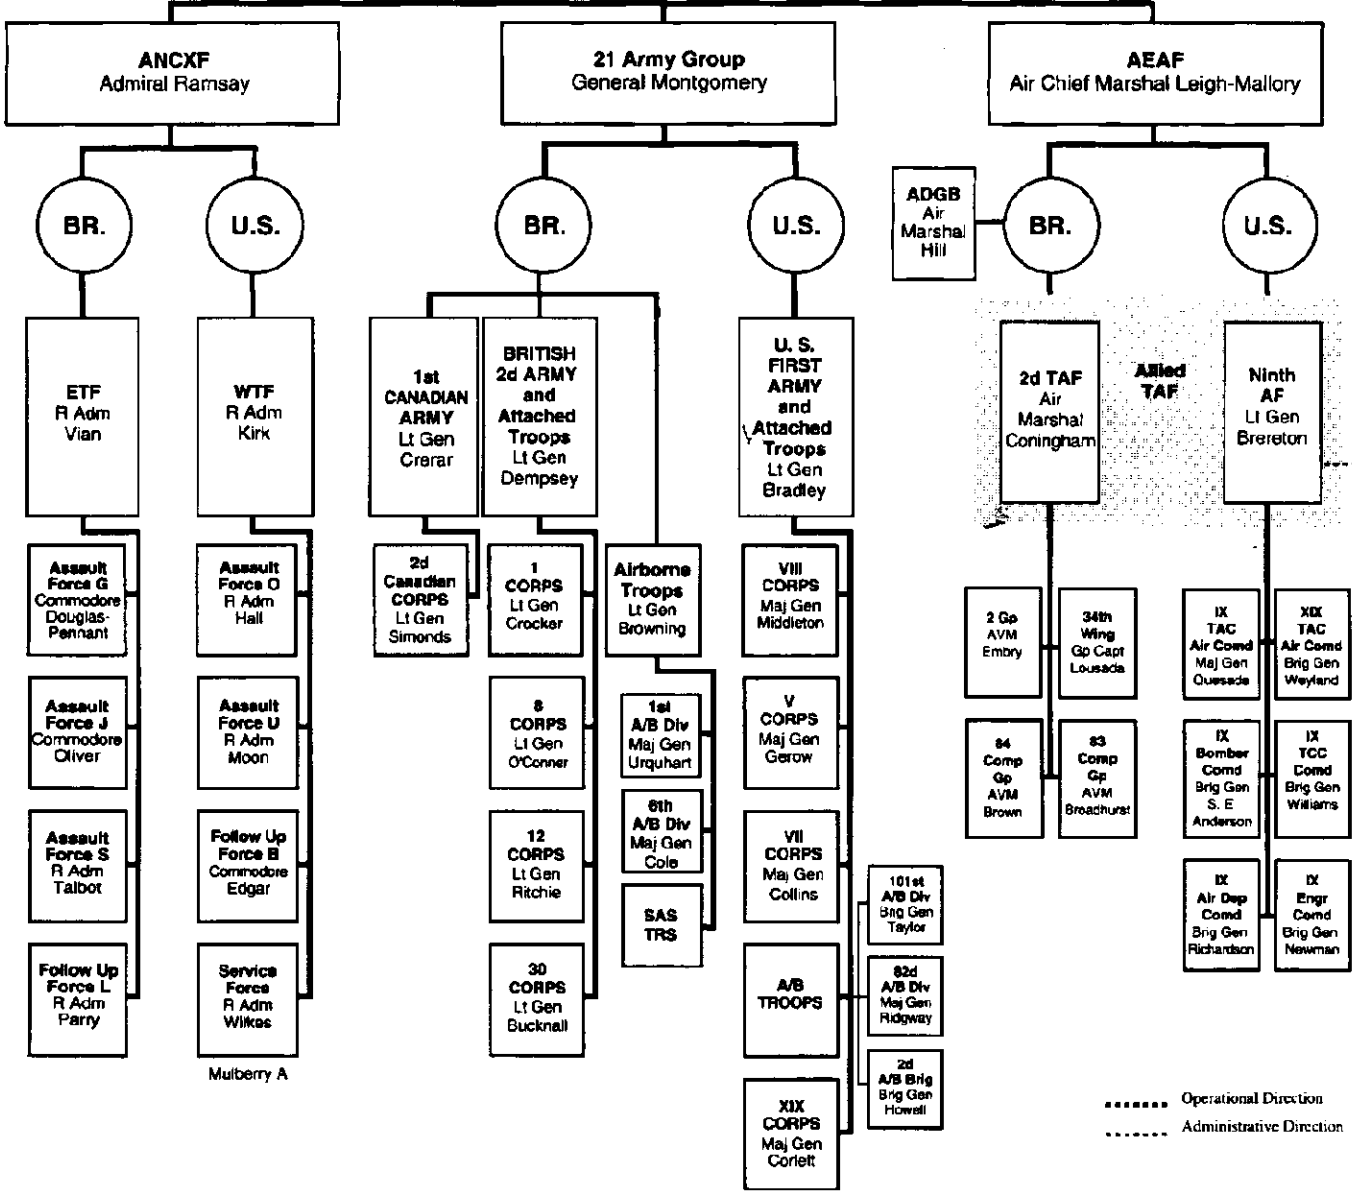 ANCXF
Admiral Ramsay
21 Army Group
General Montgomery
AEAF
Air Chief Marshal Leigh-Mallory
BR.
U.S.
BR.
U.S.
ADGB
Air
Marshal
Hill
BR.
U.S.
ETF
R Adm
Vian
WTF
R Adm
Kirk
1st
CANADIAN
ARMY
Lt Gen
Crerar
BRITISH
2d ARMY
and
Attached
Troops
Lt Gen
Dempsey
U. S.
FIRST
ARMY
and
Attached
Troops
Lt Gen
Bradley
2d TAF
Air
Marshal
Coningham
Allied
TAF
Ninth
AF
Lt Gen
Brereton
Assault
Force G
Commodore
Douglas-
Pennant
Assault
Force J
Commodore
Oliver
Assault
Force S
R Adm
Talbot
Follow Up
Force L
R Adm
Parry
Assault
Force O
R Adm
Hall
Assault
Force U
R Adm
Moon
Follow Up
Force B
Commodore
Edgar
Service
Force
R Adm
Wilkes
Mulberry A
2d
Canadian
CORPS
Lt Gen
Simonds
1
CORPS
Lt Gen
Crocker
8
CORPS
Lt Gen
O'Conner
12
CORPS
Lt Gen
Ritchie
30
CORPS
Lt Gen
Bucknall
Airborne
Troops
Lt Gen
Browning
1st
A/B Div
Maj Gen
Urquhart
6th
A/B Div
Maj Gen
Cole
SAS
TRS
VIII
CORPS
Maj Gen
Middleton
V
CORPS
Maj Gen
Gerow
VII
CORPS
Maj Gen
Collins
A/B
TROOPS
XIX
CORPS
Maj Gen
Corlett
101st
A/B Div
Brig Gen
Taylor
82d
A/B Div
Maj Gen
Ridgway
2d
A/B Brig
Brig Gen
Howell
2 Gp
AVM
Embry
34th
Wing
Gp Capt
Lousada
84
Comp
Gp
AVM
Brown
83
Comp
Gp
AVM
Broadhurst
IX
TAC
Air Comd
Maj Gen
Quesada
XIX
TAC
Air Comd
Brig Gen
Weyland
IX
Bomber
Comd
Brig Gen
S. E
Anderson
IX
TCC
Comd
Brig Gen
Williams
IX
Air Dep
Comd
Brig Gen
Richardson
IX
Engr
Comd
Brig Gen
Newman
Operational Direction
Administrative Direction